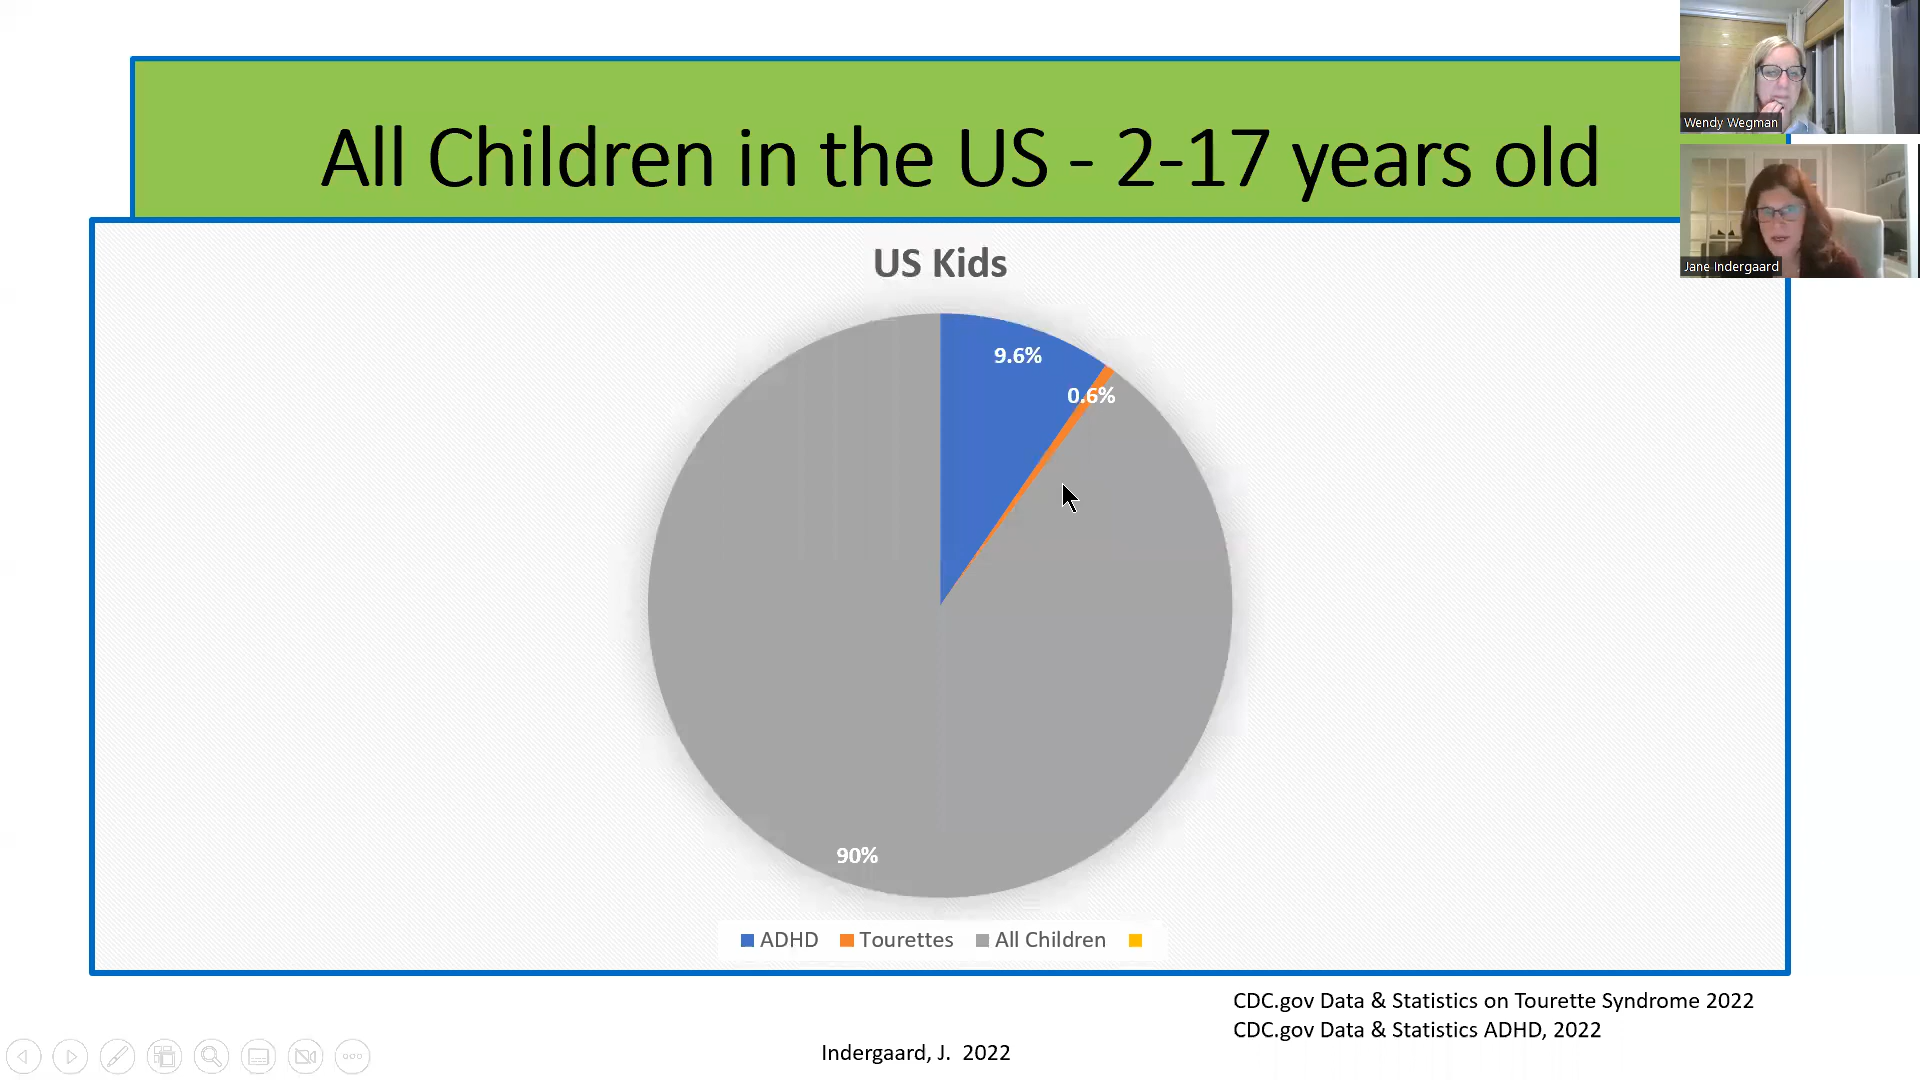 All Children in the US - 2-17 years old
Wendy Wegman
Jane Indergaard
US Kids
9.6%
0.6%
90%
ADHD Tourettes All Children
CDC.gov Data & Statistics on Tourette Syndrome 2022
CDC.gov Data & Statistics ADHD, 2022
Indergaard, J. 2022